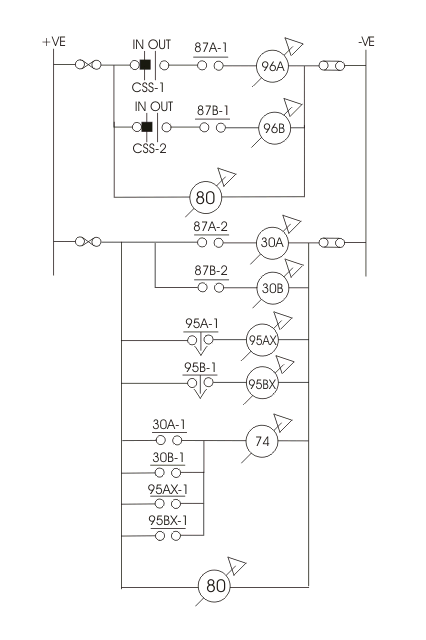 +VE
-VE
IN OUT
87A-1
96A
CSS-1
IN OUT
87B-1
96B
CSS-2
80
87A-2
30A
87B-2
30B
95A-1
95AX
95B-1
95BX
30A-1
74
30B-1
95AX-1
95BX-1
80